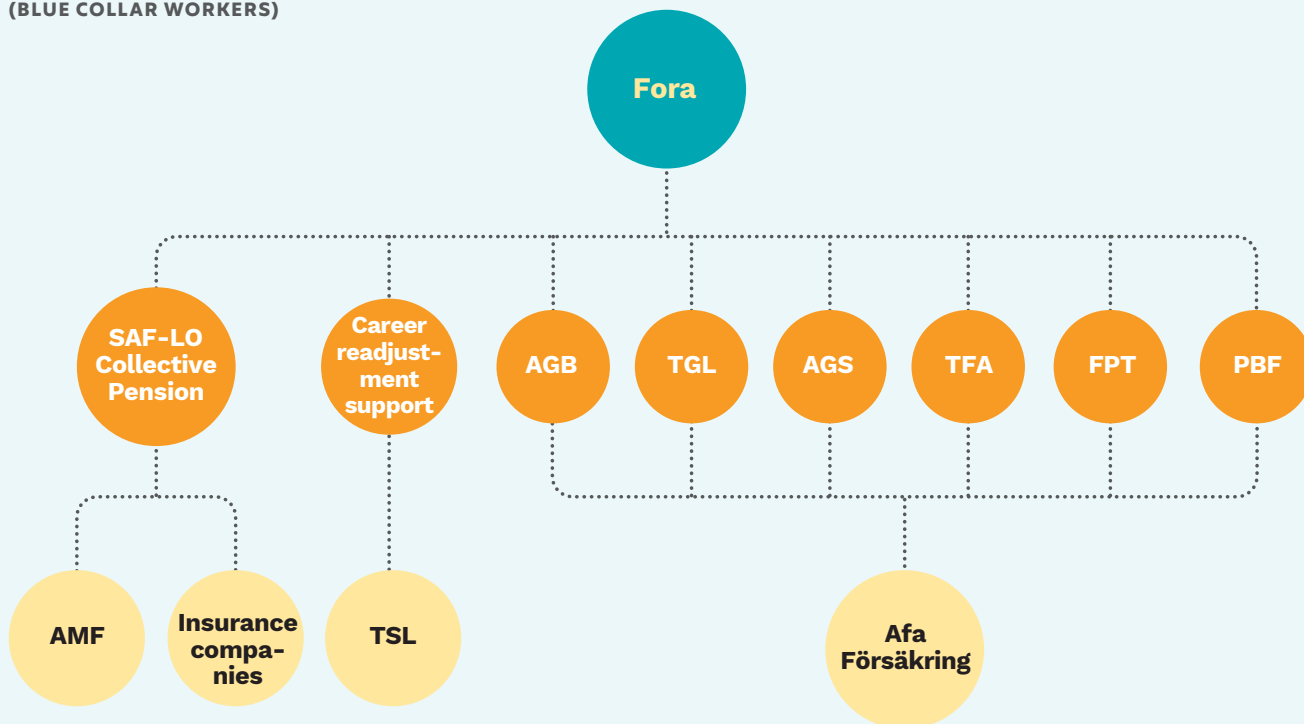 (BLUE COLLAR WORKERS)
Fora
SAF-LO
Collective
Pension
Career
readjust-
ment
support
AGB
TGL
AGS
TFA
FPT
PBF
AMF
Insurance
compa-
nies
TSL
Afa
Försäkring